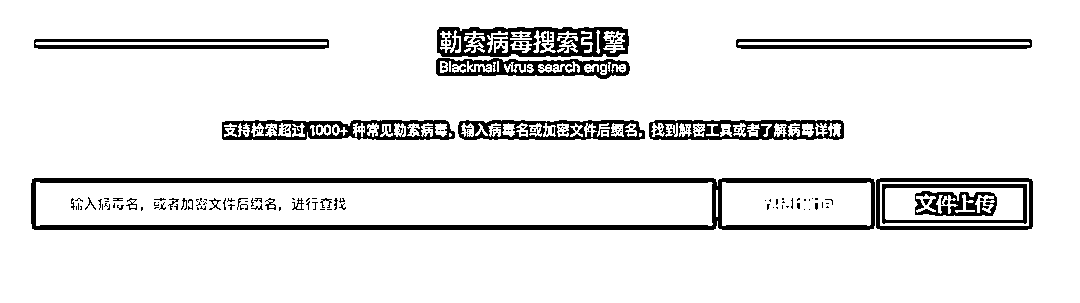 勒索病毒搜索引擎
Blackmail virus search engine
支持检索超过 1000+ 种常见勒索病毒，输入病毒名或加密文件后缀名，找到解密工具或者了解病毒详情
输入病毒名，或者加密文件后缀名，进行查找
文件上传